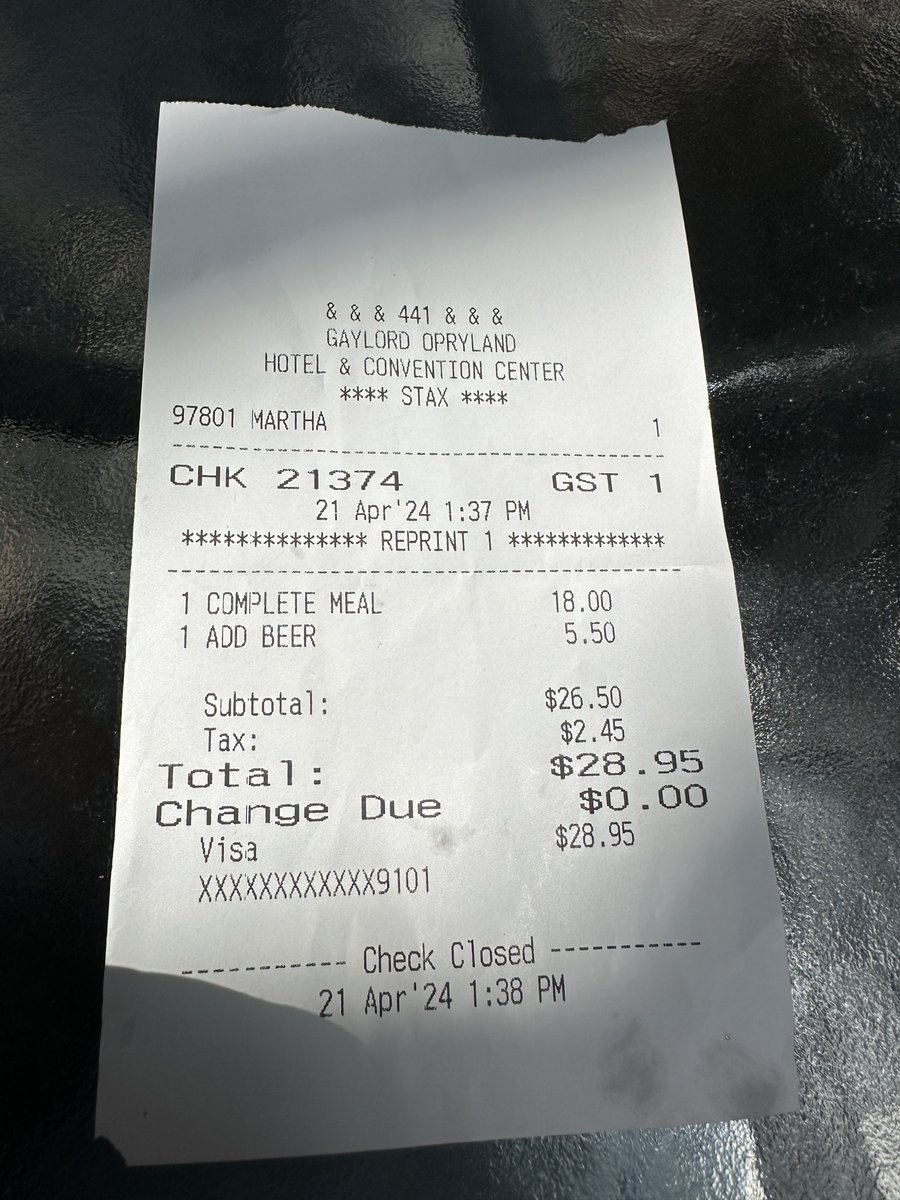 & & & 441 & & &
GAYLORD OPRYLAND
HOTEL & CONVENTION CENTER
**** STAX ****
97801 MARTHA 1
--------------------------------------------
CHK 21374 GST 1
21 Apr'24 1:37 PM
************** REPRINT 1 *************
--------------------------------------------
1 COMPLETE MEAL 18.00
1 ADD BEER 5.50
Subtotal: $26.50
Tax: $2.45
Total: $28.95
Change Due $0.00
Visa $28.95
XXXXXXXXXXXX9101
----------- Check Closed -----------
21 Apr'24 1:38 PM